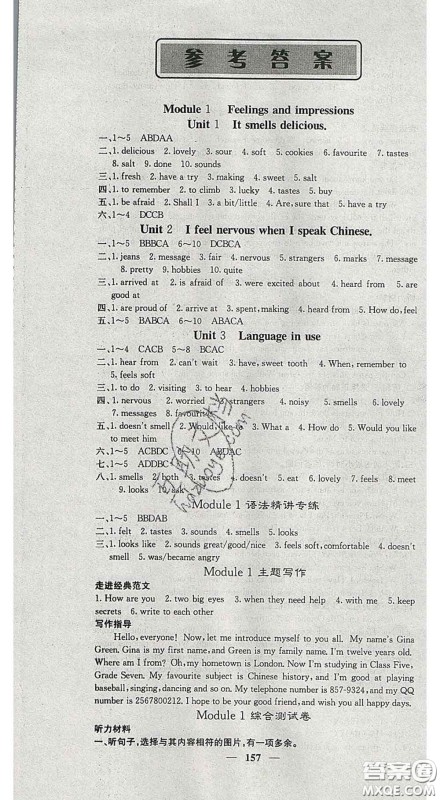 参考答案
Module 1 Feelings and impressions
Unit 1 It smells delicious.
一、1~5 ABDAA
二、1. delicious 2. lovely 3. sour 4. soft 5. cookies 6. favourite 7. tastes
8. salt 9. done 10. sounds
三、1. fresh 2. have a try 3. making 4. sweet 5. salt
四、1. to remember 2. to climb 3. lucky 4. tastes 5. have a try
五、1. be afraid 2. Shall I 3. a bit/little 4. Are, sure that 5. have a try
六、1~4 DCCB
Unit 2 I feel nervous when I speak Chinese.
一、1~5 BBBCA 6~10 DCBCA
二、1. jeans 2. message 3. fair 4. nervous 5. strangers 6. proud 7. message
8. pretty 9. hobbies 10. quite
三、1. arrived at 2. is afraid of 3. were excited about 4. heard from 5. are
good at
四、1. are proud of 2. arrive at 3. spent, making 4. heard from 5. How do, feel
五、1~5 BABCA 6~10 ABACA
Unit 3 Language in use
一、1~4 CACB 5~8 BCAC
二、1. hear from 2. can't wait 3. have, sweet tooth 4. When, remember to
5. feels soft
三、1. to do 2. visiting 3. to hear 4. hobbies
四、1. nervous 2. worried 3. strangers 4. noisy 5. smells 6. lovely
7. messages 8. favourite
五、1. doesn't smell 2. Would, like to 3. What a 4. How do, feel 5. Would you like
to meet him
六、1~5 ACBDC 6~10 ABDAC
七、1~5 ADDBC
八、1. smells 2. both 3. tastes 4. doesn't 5. eat 6. to eat 7. loves 8. mother
9. looks 10. ask
Module 1 语法精讲专练
一、1~5 BBDAB
二、1. felt 2. smells 3. sounds 4. tastes 5. looked
三、1. looks like 2. sounds great/good/nice 3. feels soft, comfortable 4. doesn't
smell 5. was/became angry
Module 1 主题写作
走进经典范文
1. How are you 2. two big eyes 3. when they need help 4. with me 5. keep
secrets 6. write to each other
写作指导
Hello, everyone! Now, let me introduce myself to you all. My name's Gina
Green. Gina is my first name, and Green is my family name. I'm twelve years old.
Where am I from? Oh, my hometown is London. Now I'm studying in Class Five,
Grade Seven. My favourite subject is Chinese history, and I'm good at playing
baseball, singing, dancing and so on. My telephone number is 857-9324, and my QQ
number is 2567800212. I want to make friends with you all.
Module 1 综合测试卷
听力材料
一、听句子,选择与其内容相符的图片,有一项多余。
157
答案圈
MXQE.COM